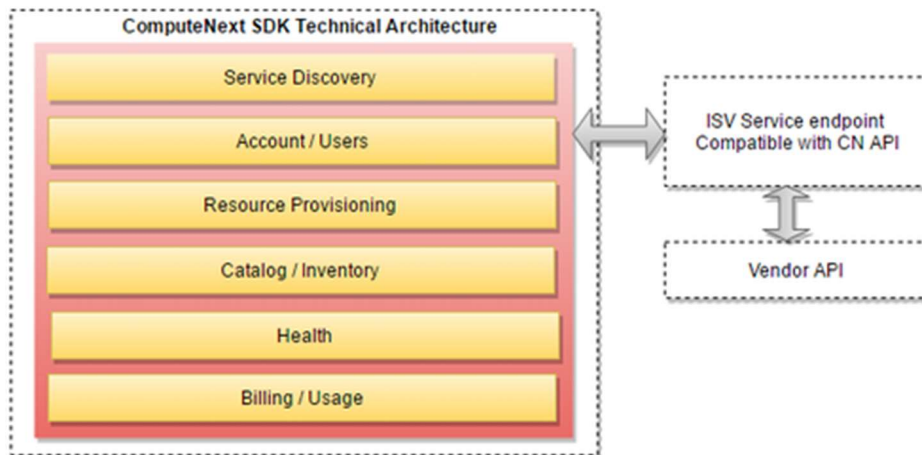 ComputeNext SDK Technical Architecture
Service Discovery
Account / Users
Resource Provisioning
Catalog / Inventory
Health
Billing / Usage
ISV Service endpoint
Compatible with CN API
Vendor API